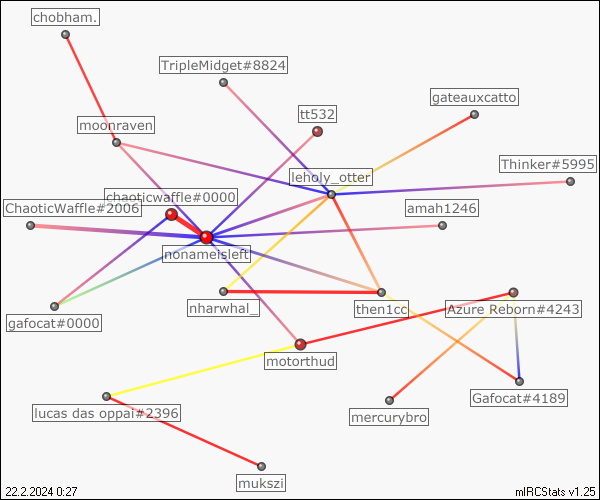 chobham.
TripleMidget#8824
gateauxcatto
tt532
moonraven
Thinker#5995
leholy_otter
chaoticwaffle#0000
ChaoticWaffle#2006
amah1246
nonameisleft
nharwhal_
then1cc
Azure Reborn#4243
gafocat#0000
motorthud
Gafocat#4189
lucas das oppai#2396
mercurybro
mukszi
22.2.2024 0:27
mIRCStats v1.25